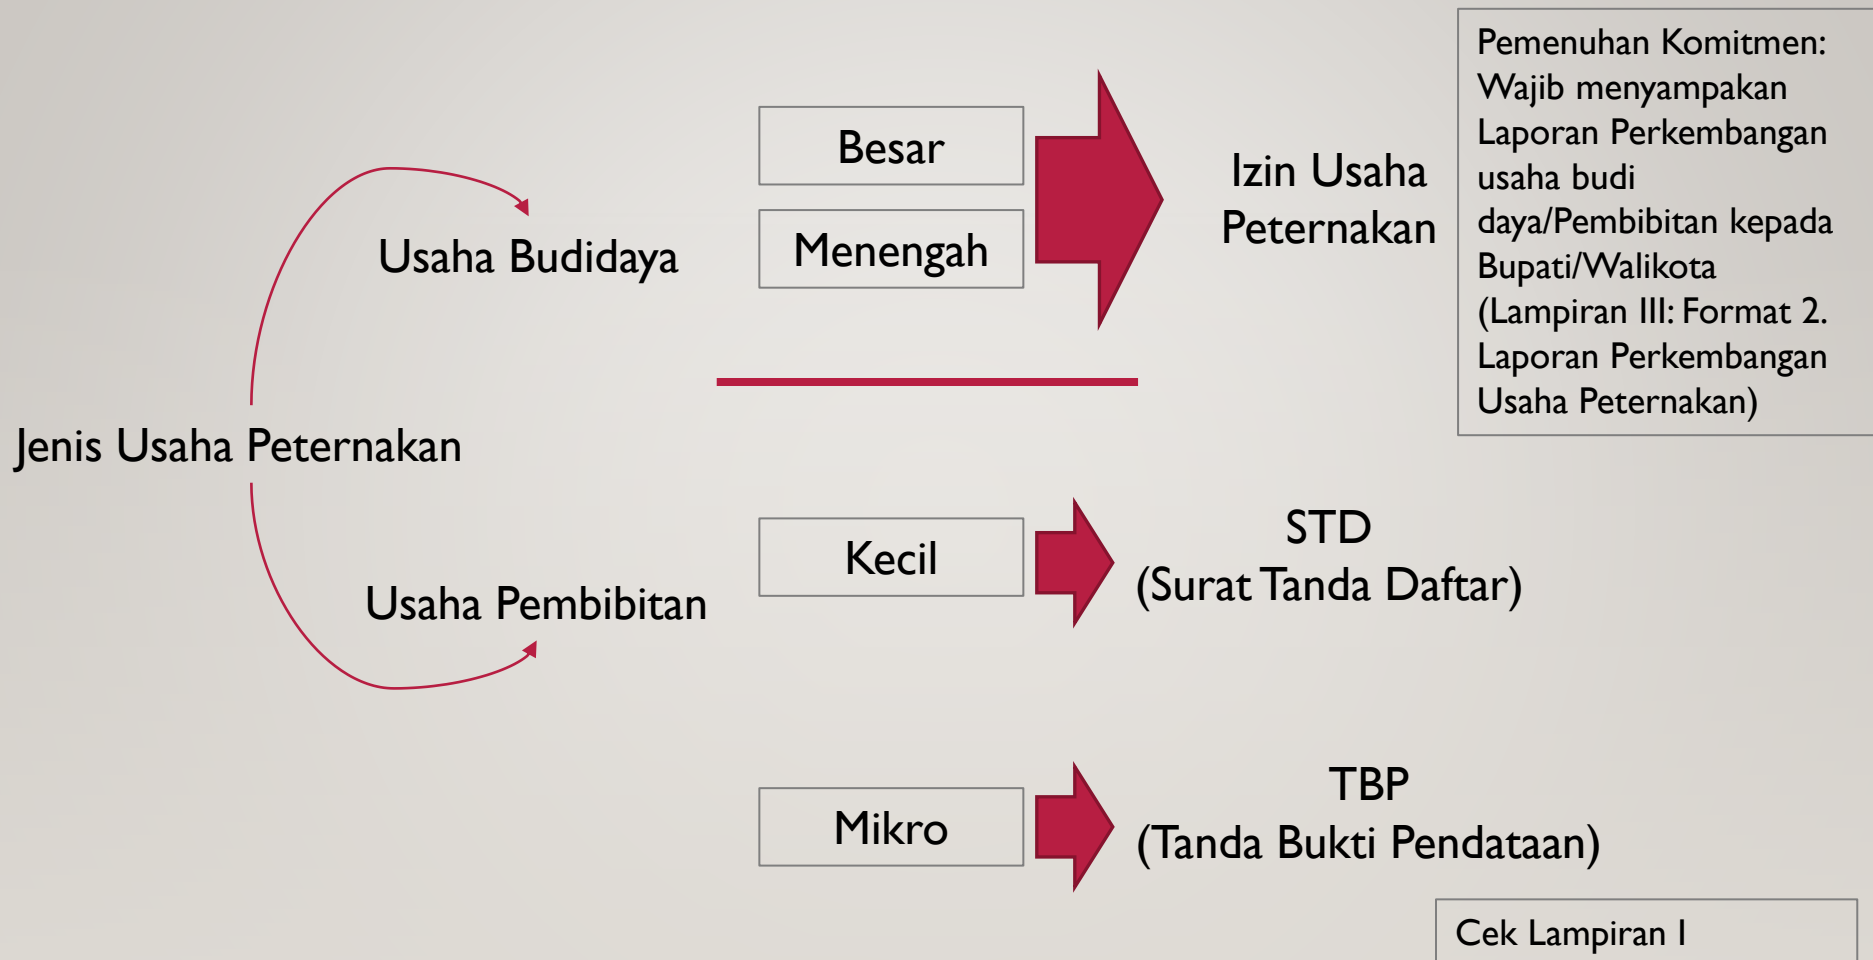 Jenis Usaha Peternakan
Usaha Budidaya
Usaha Pembibitan
Besar
Menengah
Izin Usaha
Peternakan
Pemenuhan Komitmen:
Wajib menyampakan
Laporan Perkembangan
usaha budi
daya/Pembibitan kepada
Bupati/Walikota
(Lampiran III: Format 2.
Laporan Perkembangan
Usaha Peternakan)
Kecil
STD
(Surat Tanda Daftar)
Mikro
TBP
(Tanda Bukti Pendataan)
Cek Lampiran I